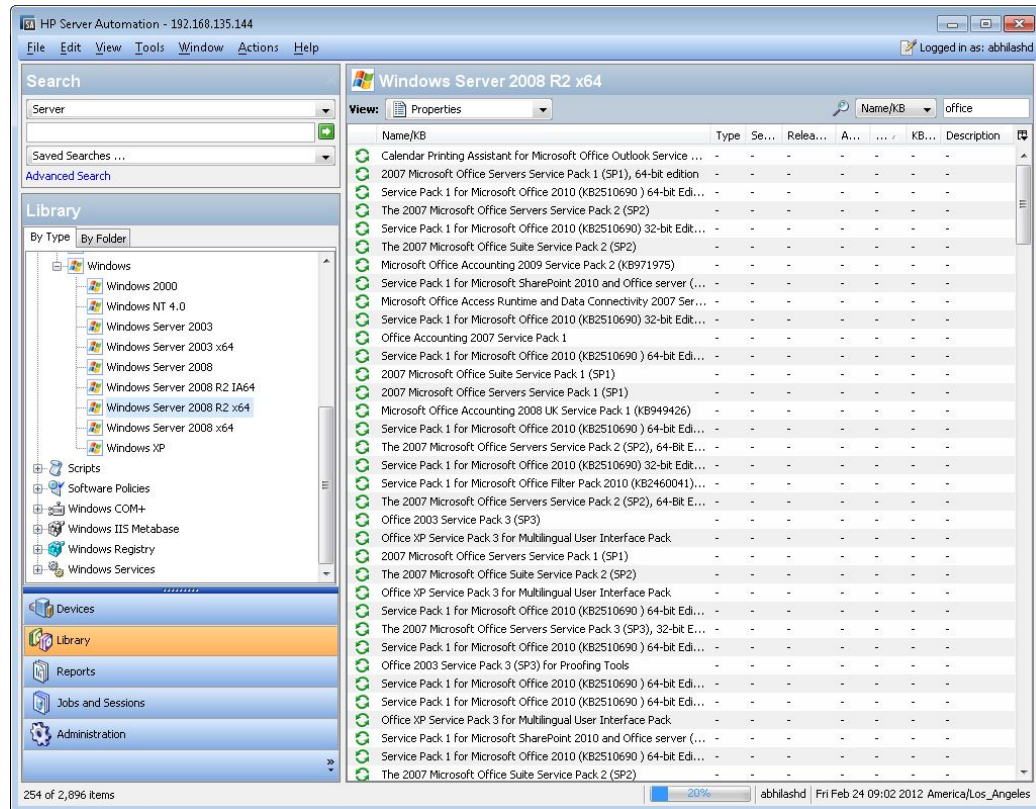 HP Server Automation - 192.168.135.144
File Edit View Tools Window Actions Help
Logged in as: abhilashd
Search
Server
Saved Searches ...
Advanced Search
Library
By Type By Folder
Windows
Windows 2000
Windows NT 4.0
Windows Server 2003
Windows Server 2003 x64
Windows Server 2008
Windows Server 2008 R2 IA64
Windows Server 2008 R2 x64
Windows Server 2008 x64
Windows XP
Scripts
Software Policies
Windows COM+
Windows IIS Metabase
Windows Registry
Windows Services
Devices
Library
Reports
Jobs and Sessions
Administration
Windows Server 2008 R2 x64
View: Properties Name/KB office
Name/KB Type Se... Relea... A... ... KB... Description
Calendar Printing Assistant for Microsoft Office Outlook Service ... - - - - - - -
2007 Microsoft Office Servers Service Pack 1 (SP1), 64-bit edition - - - - - - -
Service Pack 1 for Microsoft Office 2010 (KB2510690 ) 64-bit Edi... - - - - - - -
The 2007 Microsoft Office Servers Service Pack 2 (SP2) - - - - - - -
Service Pack 1 for Microsoft Office 2010 (KB2510690) 32-bit Edit... - - - - - - -
The 2007 Microsoft Office Suite Service Pack 2 (SP2) - - - - - - -
Microsoft Office Accounting 2009 Service Pack 2 (KB971975) - - - - - - -
Service Pack 1 for Microsoft SharePoint 2010 and Office server (... - - - - - - -
Microsoft Office Access Runtime and Data Connectivity 2007 Ser... - - - - - - -
Service Pack 1 for Microsoft Office 2010 (KB2510690) 32-bit Edit... - - - - - - -
Office Accounting 2007 Service Pack 1 - - - - - - -
Service Pack 1 for Microsoft Office 2010 (KB2510690 ) 64-bit Edi... - - - - - - -
2007 Microsoft Office Suite Service Pack 1 (SP1) - - - - - - -
2007 Microsoft Office Servers Service Pack 1 (SP1) - - - - - - -
Microsoft Office Accounting 2008 UK Service Pack 1 (KB949426) - - - - - - -
Service Pack 1 for Microsoft Office 2010 (KB2510690 ) 64-bit Edi... - - - - - - -
The 2007 Microsoft Office Servers Service Pack 2 (SP2), 64-Bit E... - - - - - - -
Service Pack 1 for Microsoft Office 2010 (KB2510690) 32-bit Edit... - - - - - - -
Service Pack 1 for Microsoft Office Filter Pack 2010 (KB2460041)... - - - - - - -
The 2007 Microsoft Office Servers Service Pack 2 (SP2), 64-Bit E... - - - - - - -
Office 2003 Service Pack 3 (SP3) - - - - - - -
Office XP Service Pack 3 for Multilingual User Interface Pack - - - - - - -
2007 Microsoft Office Servers Service Pack 1 (SP1) - - - - - - -
The 2007 Microsoft Office Suite Service Pack 2 (SP2) - - - - - - -
Office XP Service Pack 3 for Multilingual User Interface Pack - - - - - - -
Service Pack 1 for Microsoft Office 2010 (KB2510690 ) 64-bit Edi... - - - - - - -
The 2007 Microsoft Office Servers Service Pack 3 (SP3), 32-bit E... - - - - - - -
Service Pack 1 for Microsoft Office 2010 (KB2510690 ) 64-bit Edi... - - - - - - -
Office 2003 Service Pack 3 (SP3) for Proofing Tools - - - - - - -
Service Pack 1 for Microsoft Office 2010 (KB2510690 ) 64-bit Edi... - - - - - - -
Service Pack 1 for Microsoft Office 2010 (KB2510690 ) 64-bit Edi... - - - - - - -
Office XP Service Pack 3 for Multilingual User Interface Pack - - - - - - -
Service Pack 1 for Microsoft SharePoint 2010 and Office server (... - - - - - - -
Service Pack 1 for Microsoft Office 2010 (KB2510690 ) 64-bit Edi... - - - - - - -
The 2007 Microsoft Office Suite Service Pack 2 (SP2) - - - - - - -
254 of 2,896 items 20% abhilashd Fri Feb 24 09:02 2012 America/Los_Angeles